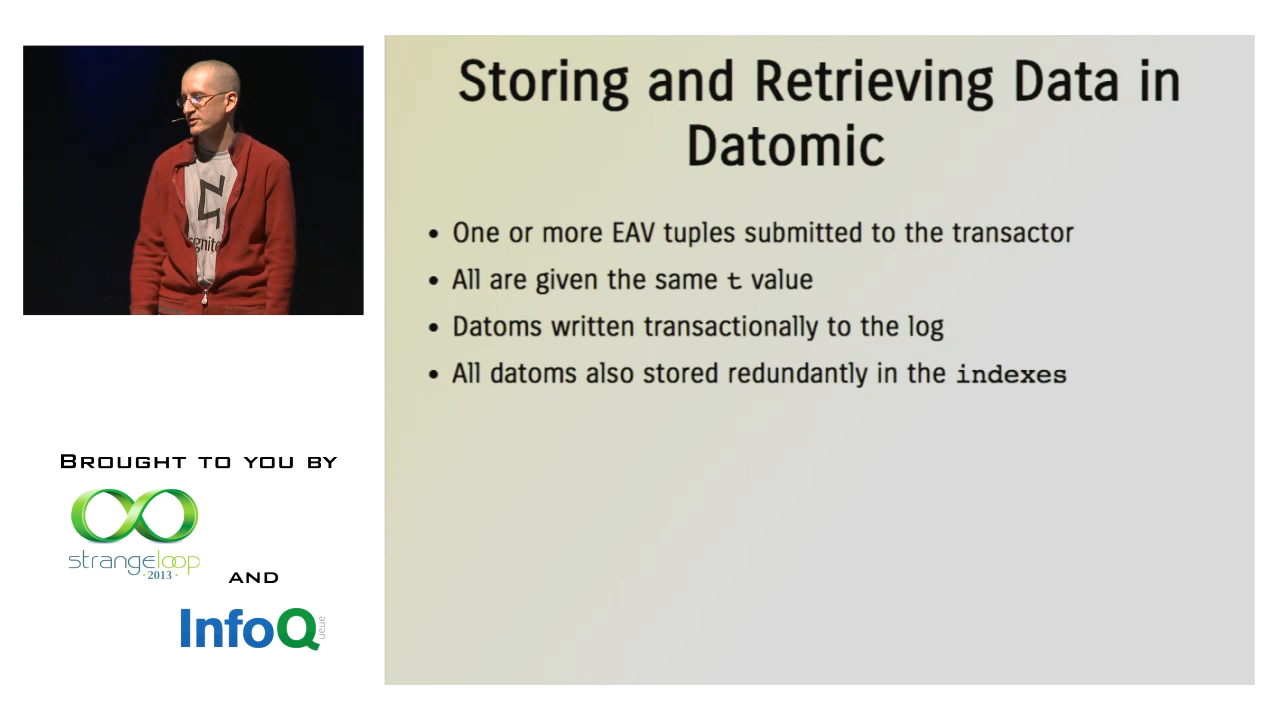 Storing and Retrieving Data in
Datomic
• One or more EAV tuples submitted to the transactor
• All are given the same t value
• Datoms written transactionally to the log
• All datoms also stored redundantly in the indexes
gnite
BROUGHT TO YOU BY
strangeloop
·2013·
AND
InfoQ
ueue